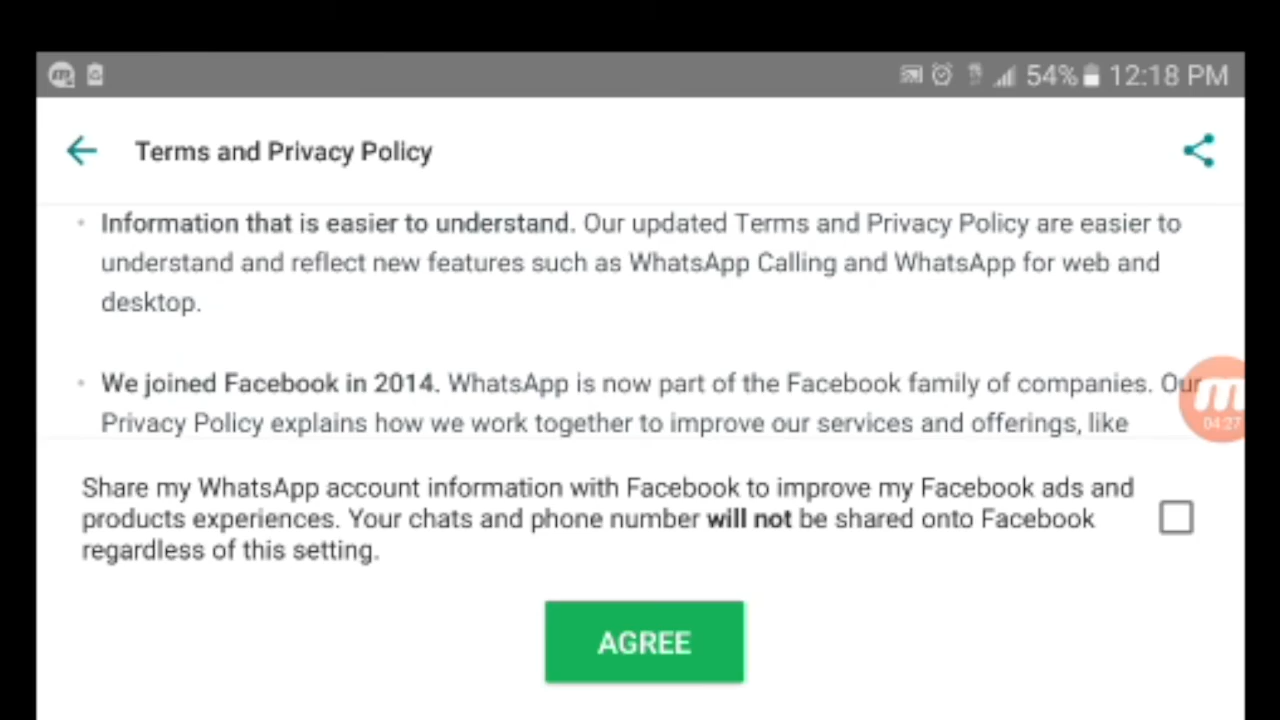 54% 12:18 PM
Terms and Privacy Policy
• Information that is easier to understand. Our updated Terms and Privacy Policy are easier to
understand and reflect new features such as WhatsApp Calling and WhatsApp for web and
desktop.
• We joined Facebook in 2014. WhatsApp is now part of the Facebook family of companies. Our
Privacy Policy explains how we work together to improve our services and offerings, like
04:27
Share my WhatsApp account information with Facebook to improve my Facebook ads and
products experiences. Your chats and phone number will not be shared onto Facebook
regardless of this setting.
AGREE